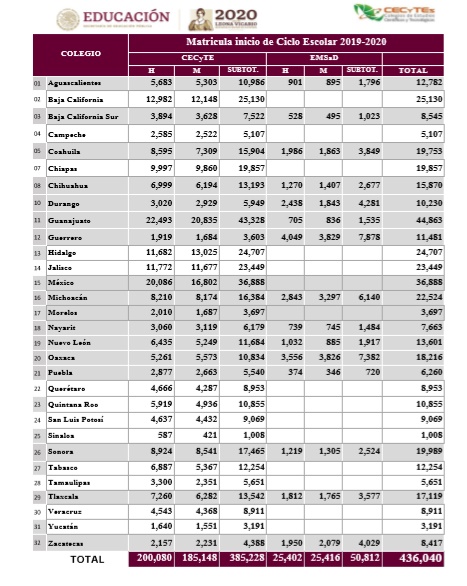 EDUCACIÓN
SECRETARÍA DE EDUCACIÓN PÚBLICA
2020
LEONA VICARIO
CECyTEs
Colegios de Estudios
Científicos y Tecnológicos
COLEGIO
Matrícula inicio de Ciclo Escolar 2019-2020
CECyTE EMSaD
H M SUBTOT. H M SUBTOT. TOTAL
01 Aguascalientes 5,683 5,303 10,986 901 895 1,796 12,782
02 Baja California 12,982 12,148 25,130 25,130
03 Baja California Sur 3,894 3,628 7,522 528 495 1,023 8,545
04 Campeche 2,585 2,522 5,107 5,107
05 Coahuila 8,595 7,309 15,904 1,986 1,863 3,849 19,753
07 Chiapas 9,997 9,860 19,857 19,857
08 Chihuahua 6,999 6,194 13,193 1,270 1,407 2,677 15,870
10 Durango 3,020 2,929 5,949 2,438 1,843 4,281 10,230
11 Guanajuato 22,493 20,835 43,328 705 836 1,535 44,863
12 Guerrero 1,919 1,684 3,603 4,049 3,829 7,878 11,481
13 Hidalgo 11,682 13,025 24,707 24,707
14 Jalisco 11,772 11,677 23,449 23,449
15 México 20,086 16,802 36,888 36,888
16 Michoacán 8,210 8,174 16,384 2,843 3,297 6,140 22,524
17 Morelos 2,010 1,687 3,697 3,697
18 Nayarit 3,060 3,119 6,179 739 745 1,484 7,663
19 Nuevo León 6,435 5,249 11,684 1,032 885 1,917 13,601
20 Oaxaca 5,261 5,573 10,834 3,556 3,826 7,382 18,216
21 Puebla 2,877 2,663 5,540 374 346 720 6,260
22 Querétaro 4,666 4,287 8,953 8,953
23 Quintana Roo 5,919 4,936 10,855 10,855
24 San Luis Potosí 4,637 4,432 9,069 9,069
25 Sinaloa 587 421 1,008 1,008
26 Sonora 8,924 8,541 17,465 1,219 1,305 2,524 19,989
27 Tabasco 6,887 5,367 12,254 12,254
28 Tamaulipas 3,300 2,351 5,651 5,651
29 Tlaxcala 7,260 6,282 13,542 1,812 1,765 3,577 17,119
30 Veracruz 4,543 4,368 8,911 8,911
31 Yucatán 1,640 1,551 3,191 3,191
32 Zacatecas 2,157 2,231 4,388 1,950 2,079 4,029 8,417
TOTAL 200,080 185,148 385,228 25,402 25,416 50,812 436,040